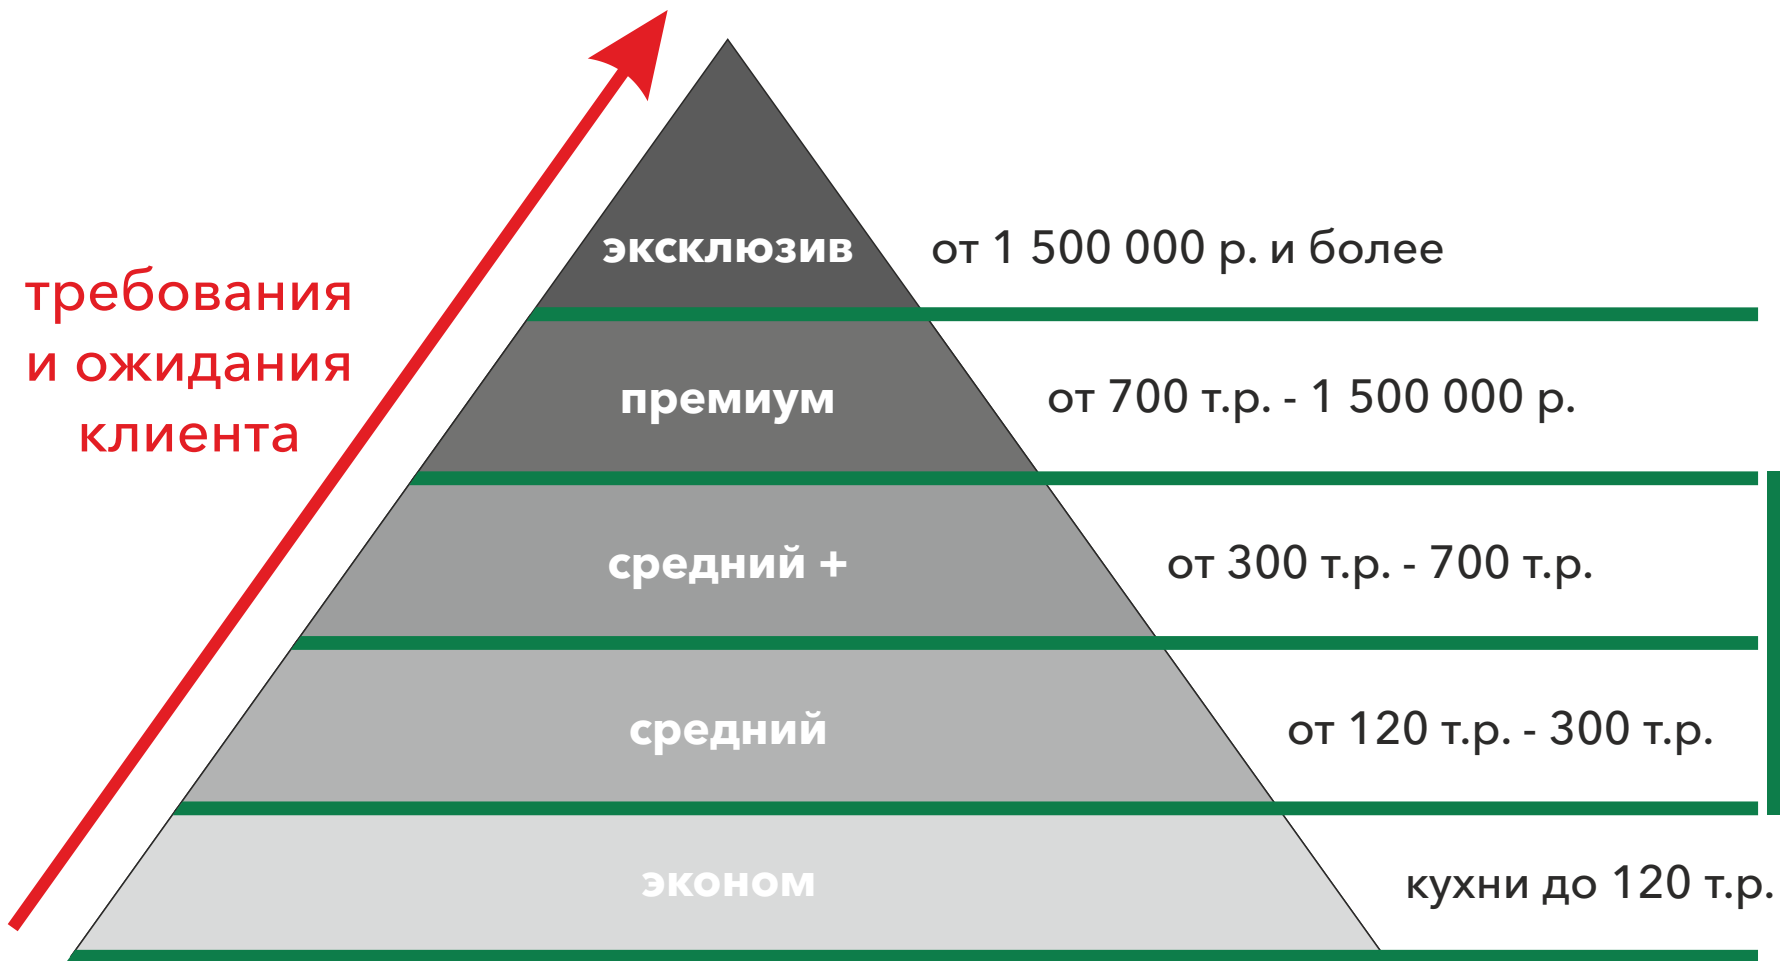 эксклюзив от 1 500 000 р. и более
требования
и ожидания
клиента
премиум от 700 т.р. - 1 500 000 р.
средний + от 300 т.р. - 700 т.р.
средний от 120 т.р. - 300 т.р.
эконом кухни до 120 т.р.